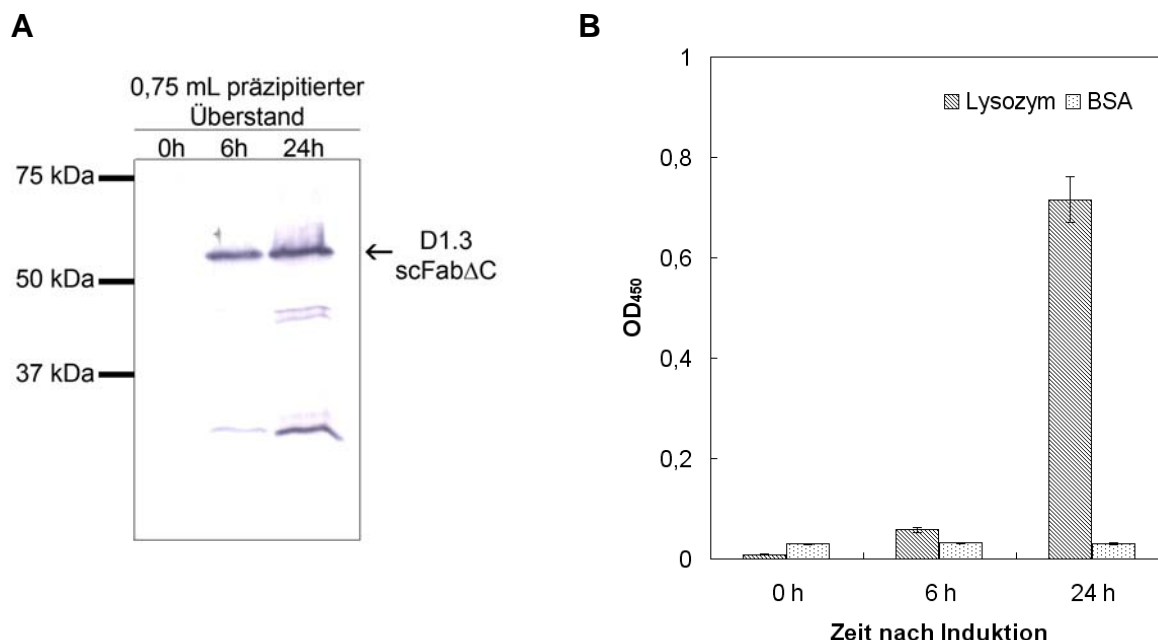 A
0,75 mL präzipitierter
Überstand
0h 6h 24h
75 kDa
50 kDa
37 kDa
D1.3
scFab∆C
B
Lysozym BSA
1
0,8
0,6
0,4
0,2
0
OD450
0 h 6 h 24 h
Zeit nach Induktion